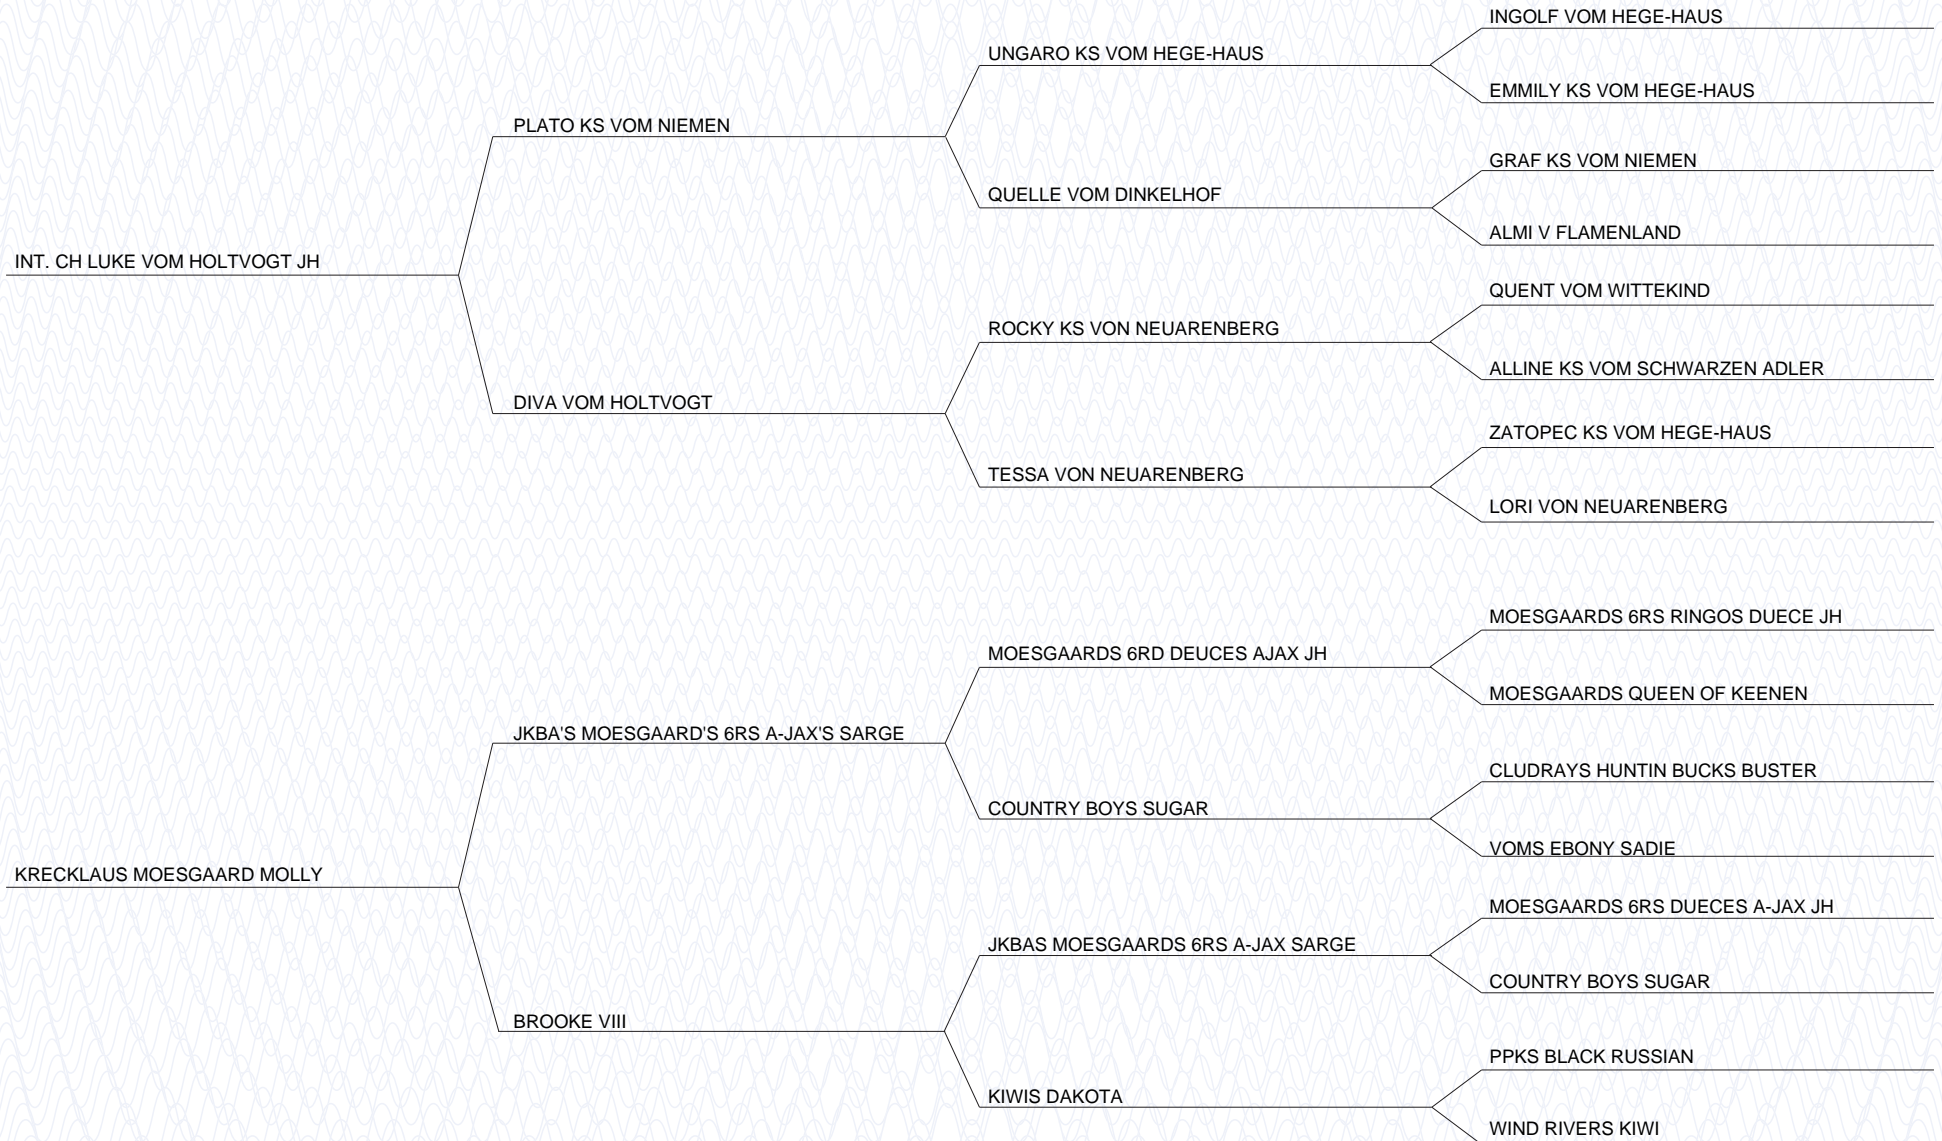 INGOLF VOM HEGE-HAUS
UNGARO KS VOM HEGE-HAUS
EMMILY KS VOM HEGE-HAUS
PLATO KS VOM NIEMEN
GRAF KS VOM NIEMEN
QUELLE VOM DINKELHOF
ALMI V FLAMENLAND
INT. CH LUKE VOM HOLTVOGT JH
QUENT VOM WITTEKIND
ROCKY KS VON NEUARENBERG
ALLINE KS VOM SCHWARZEN ADLER
DIVA VOM HOLTVOGT
ZATOPEC KS VOM HEGE-HAUS
TESSA VON NEUARENBERG
LORI VON NEUARENBERG
MOESGAARDS 6RS RINGOS DUECE JH
MOESGAARDS 6RD DEUCES AJAX JH
MOESGAARDS QUEEN OF KEENEN
JKBA'S MOESGAARD'S 6RS A-JAX'S SARGE
CLUDRAYS HUNTIN BUCKS BUSTER
COUNTRY BOYS SUGAR
VOMS EBONY SADIE
KRECKLAUS MOESGAARD MOLLY
MOESGAARDS 6RS DUECES A-JAX JH
JKBAS MOESGAARDS 6RS A-JAX SARGE
COUNTRY BOYS SUGAR
BROOKE VIII
PPKS BLACK RUSSIAN
KIWIS DAKOTA
WIND RIVERS KIWI